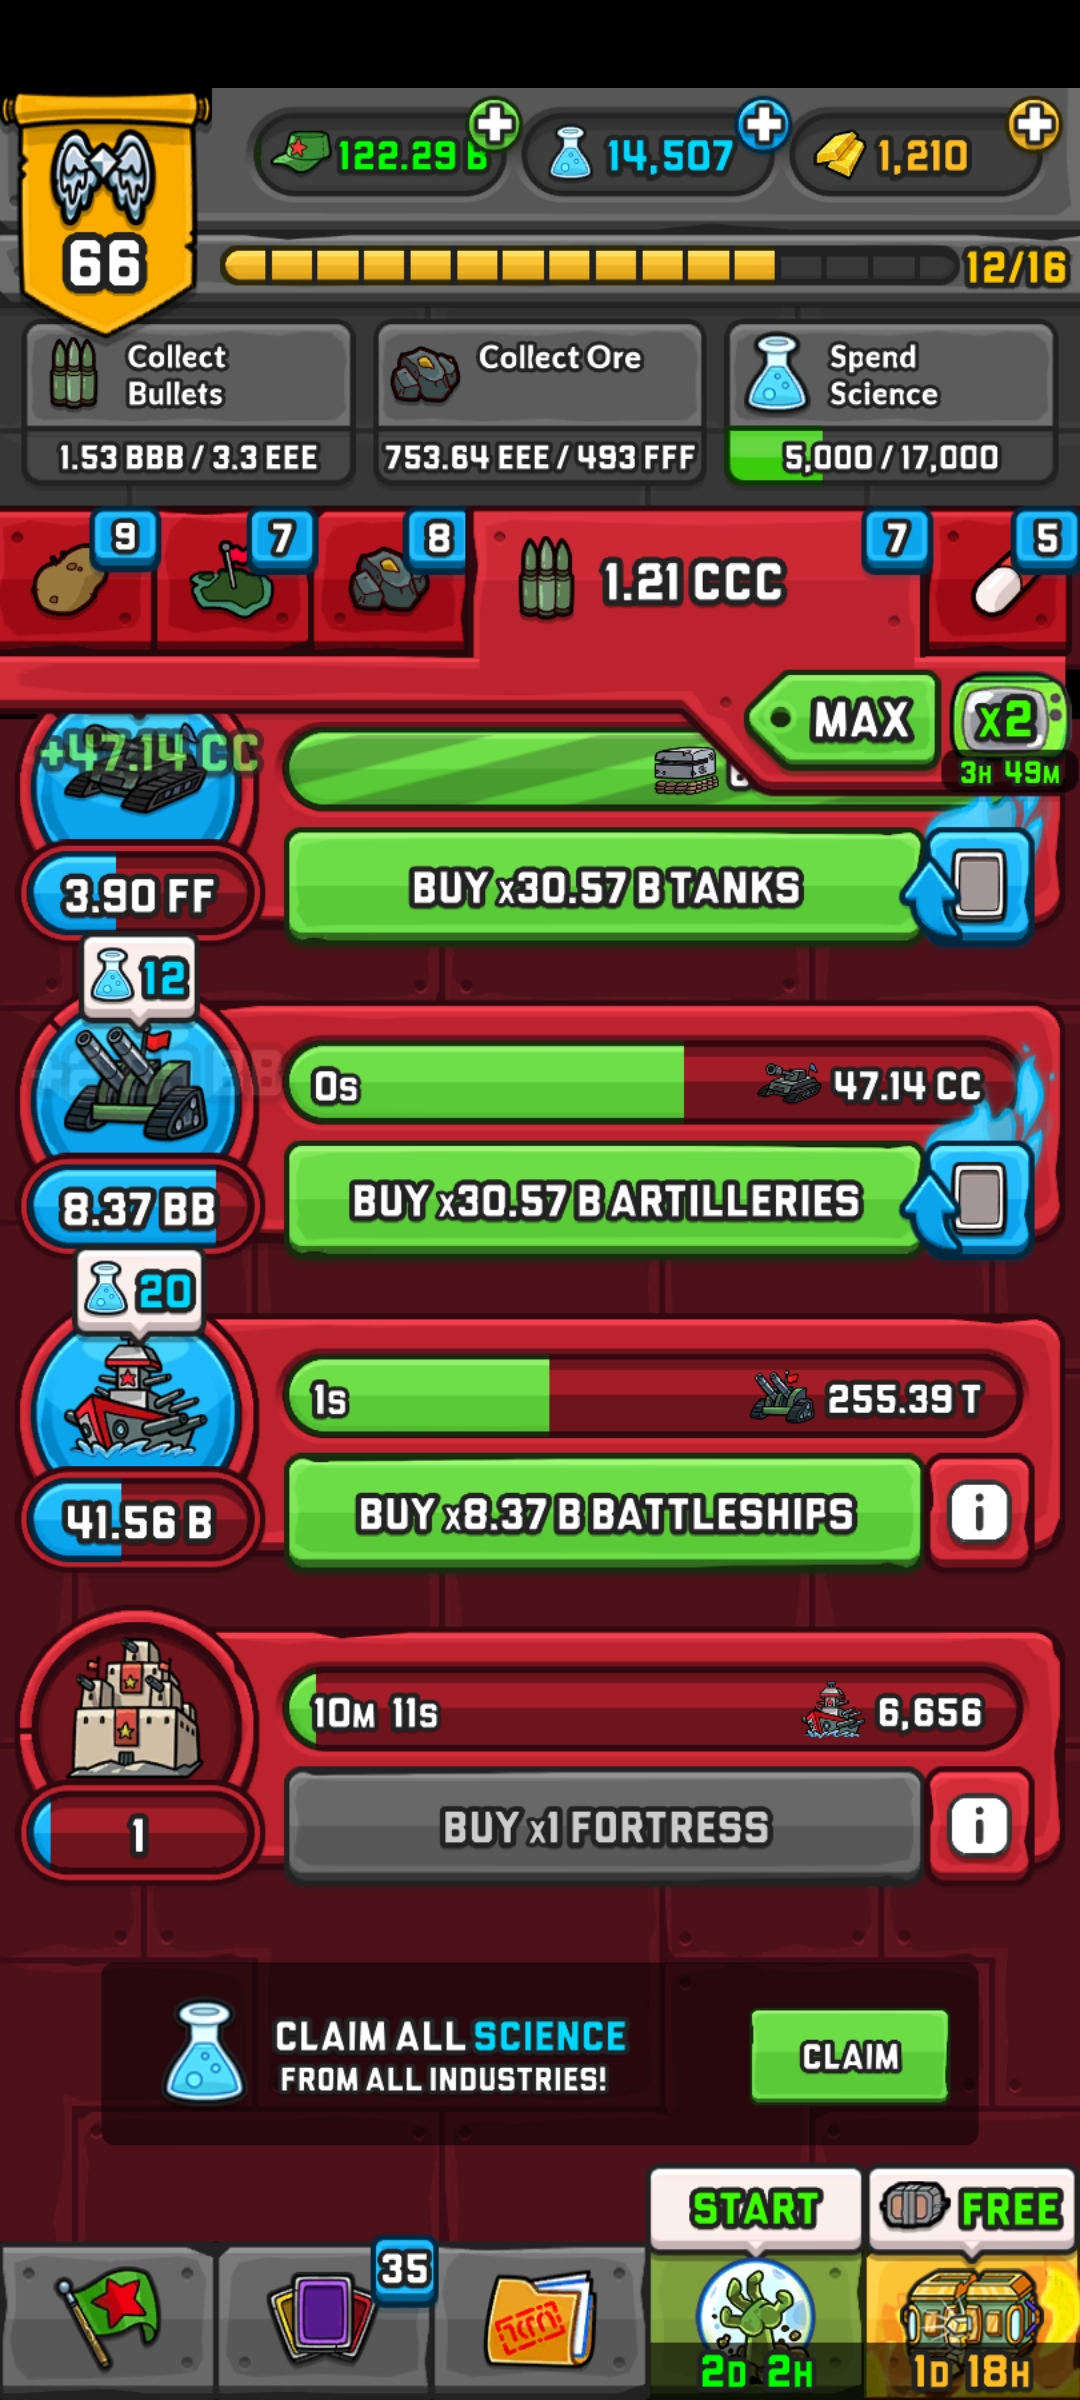 122.29 B
14,507
1,210
66
12/16
Collect
Bullets
1.53 BBB / 3.3 EEE
Collect Ore
753.64 EEE / 493 FFF
Spend
Science
5,000 / 17,000
9
7
8
1.21 CCC
7
5
MAX
x2
3H 49M
+47.14 CC
3.90 FF
BUY x30.57 B TANKS
12
0s
47.14 CC
8.37 BB
BUY x30.57 B ARTILLERIES
20
1s
255.39 T
41.56 B
BUY x8.37 B BATTLESHIPS
i
10M 11s
6,656
1
BUY x1 FORTRESS
i
CLAIM ALL SCIENCE
FROM ALL INDUSTRIES!
CLAIM
START
FREE
35
2D 2H
1D 18H